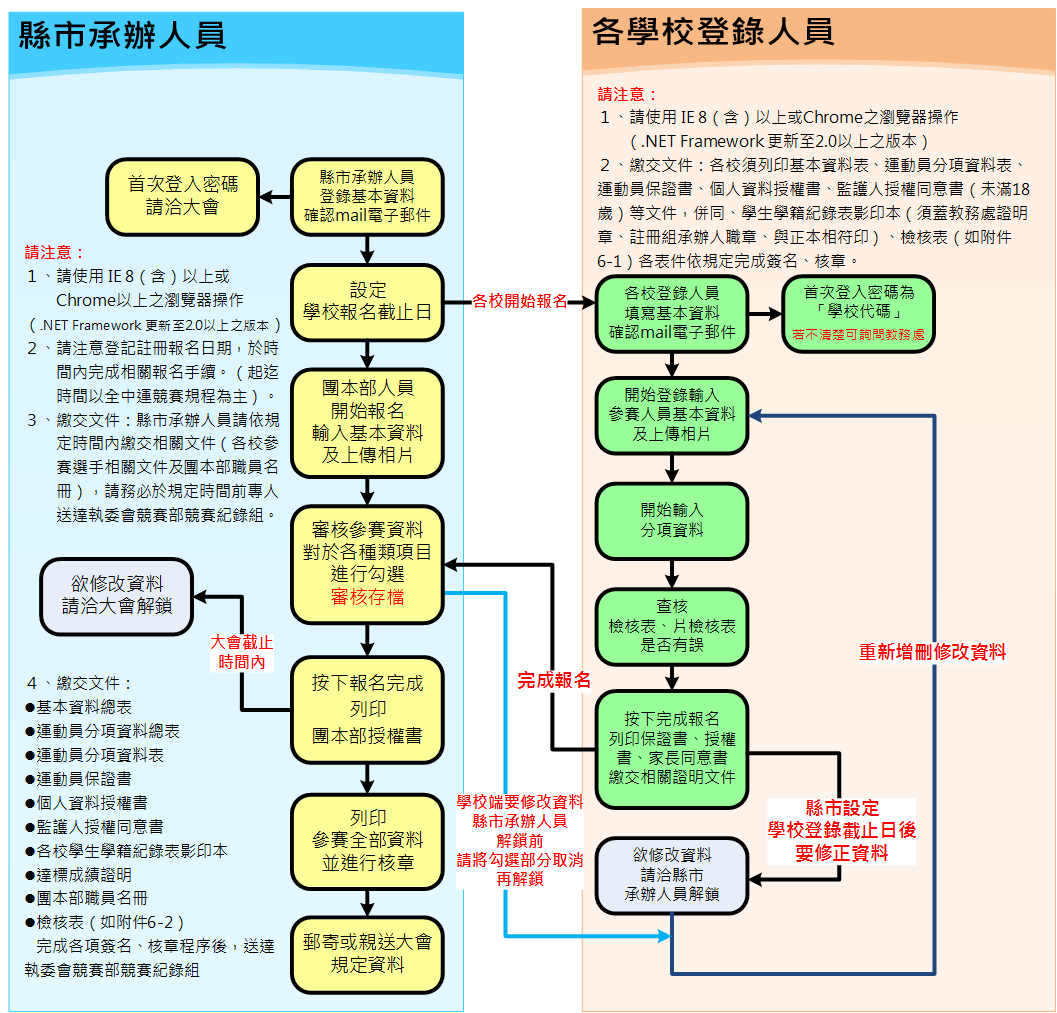 縣市承辦人員
首次登入密碼
請洽大會
縣市承辦人員
登錄基本資料
確認mail電子郵件
請注意：
１、請使用 IE 8（含）以上或
Chrome以上之瀏覽器操作
（.NET Framework 更新至2.0以上之版本）
２、請注意登記註冊報名日期，於時
間內完成相關報名手續。（起迄
時間以全中運競賽規程為主）。
３、繳交文件：縣市承辦人員請依規
定時間內繳交相關文件（各校參
賽選手相關文件及團本部職員名
冊），請務必於規定時間前專人
送達執委會競賽部競賽紀錄組。
設定
學校報名截止日
團本部人員
開始報名
輸入基本資料
及上傳相片
審核參賽資料
對於各種類項目
進行勾選
審核存檔
欲修改資料
請洽大會解鎖
大會截止
時間內
按下報名完成
列印
團本部授權書
４、繳交文件：
●基本資料總表
●運動員分項資料總表
●運動員分項資料表
●運動員保證書
●個人資料授權書
●監護人授權同意書
●各校學生學籍紀錄表影印本
●達標成績證明
●團本部職員名冊
●檢核表（如附件6-2）
完成各項簽名、核章程序後，送達
執委會競賽部競賽紀錄組
列印
參賽全部資料
並進行核章
郵寄或親送大會
規定資料
各校開始報名
完成報名
學校端要修改資料
縣市承辦人員
解鎖前
請將勾選部分取消
再解鎖
各學校登錄人員
請注意：
１、請使用 IE 8（含）以上或Chrome之瀏覽器操作
（.NET Framework 更新至2.0以上之版本）
２、繳交文件：各校須列印基本資料表、運動員分項資料表、
運動員保證書、個人資料授權書、監護人授權同意書（未滿18
歲）等文件，併同、學生學籍紀錄表影印本（須蓋教務處證明
章、註冊組承辦人職章、與正本相符印）、檢核表（如附件
6-1）各表件依規定完成簽名、核章。
各校登錄人員
填寫基本資料
確認mail電子郵件
首次登入密碼為
「學校代碼」
若不清楚可詢問教務處
開始登錄輸入
參賽人員基本資料
及上傳相片
開始輸入
分項資料
查核
檢核表、片檢核表
是否有誤
重新增刪修改資料
按下完成報名
列印保證書、授權
書、家長同意書
繳交相關證明文件
縣市設定
學校登錄截止日後
要修正資料
欲修改資料
請洽縣市
承辦人員解鎖